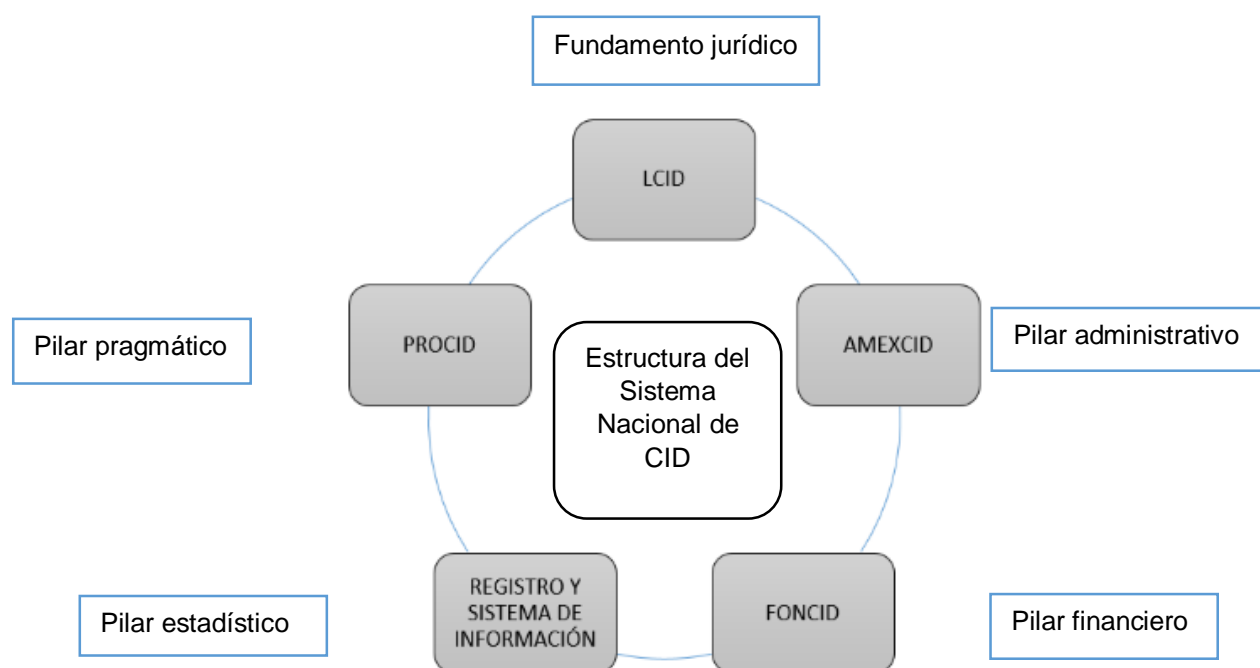 Fundamento jurídico
LCID
Pilar pragmático
PROCID
Estructura del
Sistema
Nacional de
CID
AMEXCID
Pilar administrativo
Pilar estadístico
REGISTRO Y
SISTEMA DE
INFORMACIÓN
FONCID
Pilar financiero